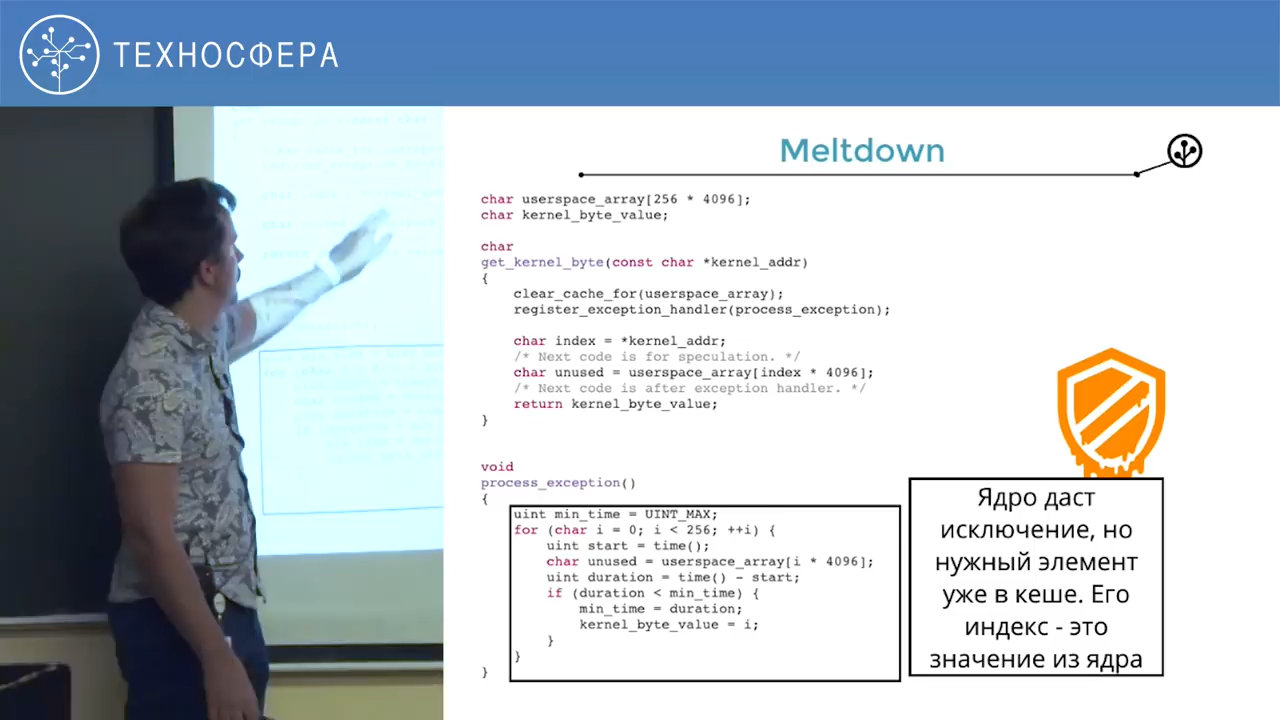 ТЕХНОСФЕРА
Meltdown
char userspace_array[256 * 4096];
char kernel_byte_value;
char
get_kernel_byte(const char *kernel_addr)
{
    clear_cache_for(userspace_array);
    register_exception_handler(process_exception);
    char index = *kernel_addr;
    /* Next code is for speculation. */
    char unused = userspace_array[index * 4096];
    /* Next code is after exception handler. */
    return kernel_byte_value;
}
void
process_exception()
{
    uint min_time = UINT_MAX;
    for (char i = 0; i < 256; ++i) {
        uint start = time();
        char unused = userspace_array[i * 4096];
        uint duration = time() - start;
        if (duration < min_time) {
            min_time = duration;
            kernel_byte_value = i;
        }
    }
}
Ядро даст
исключение, но
нужный элемент
уже в кеше. Его
индекс - это
значение из ядра